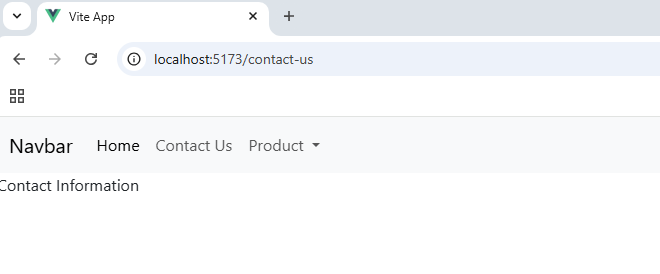 Vite App
localhost:5173/contact-us
Navbar Home Contact Us Product
Contact Information